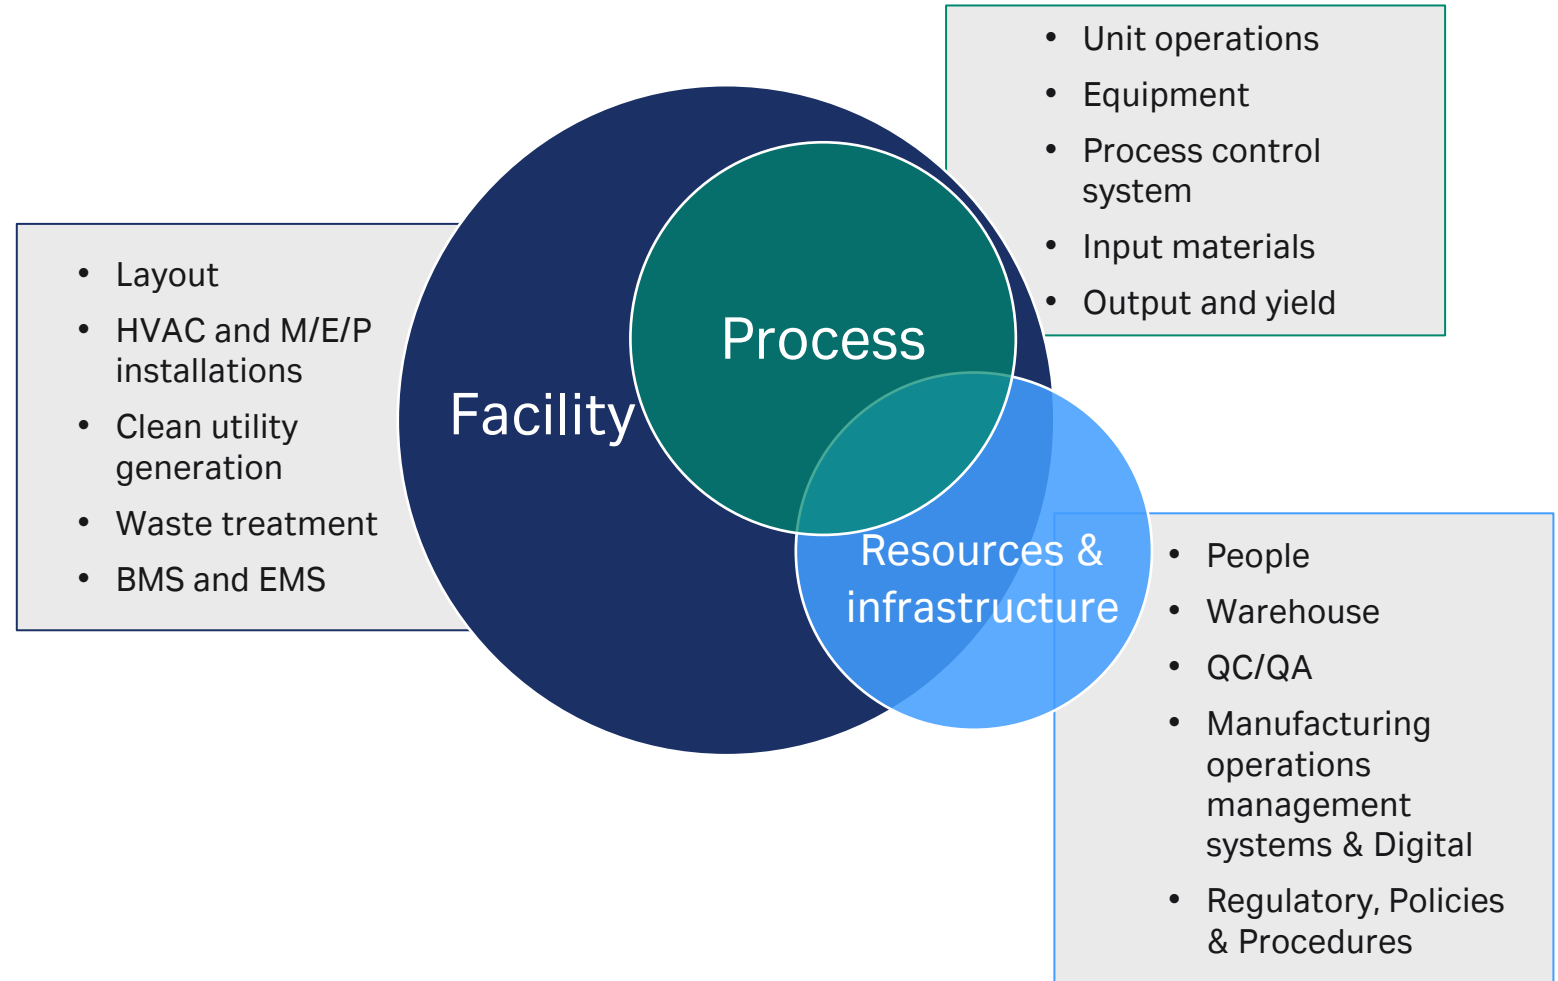 • Unit operations
• Equipment
• Process control
system
• Input materials
• Output and yield
Process
Facility
• Layout
• HVAC and M/E/P
installations
• Clean utility
generation
• Waste treatment
• BMS and EMS
Resources &
infrastructure
• People
• Warehouse
• QC/QA
• Manufacturing
operations
management
systems & Digital
• Regulatory, Policies
& Procedures